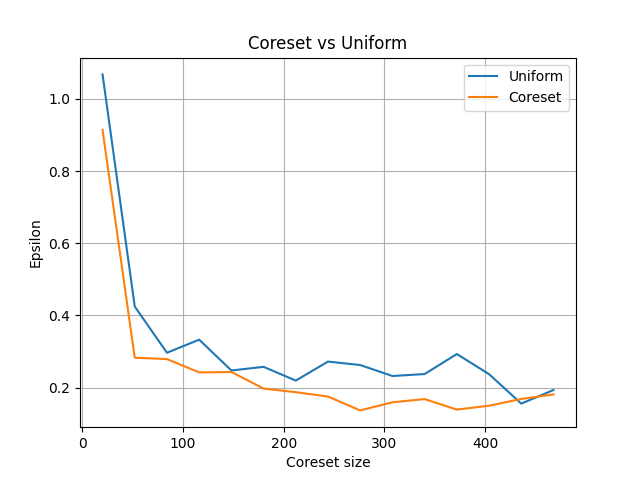 Coreset vs Uniform
Uniform
Coreset
1.0
0.8
0.6
0.4
0.2
Epsilon
0 100 200 300 400
Coreset size